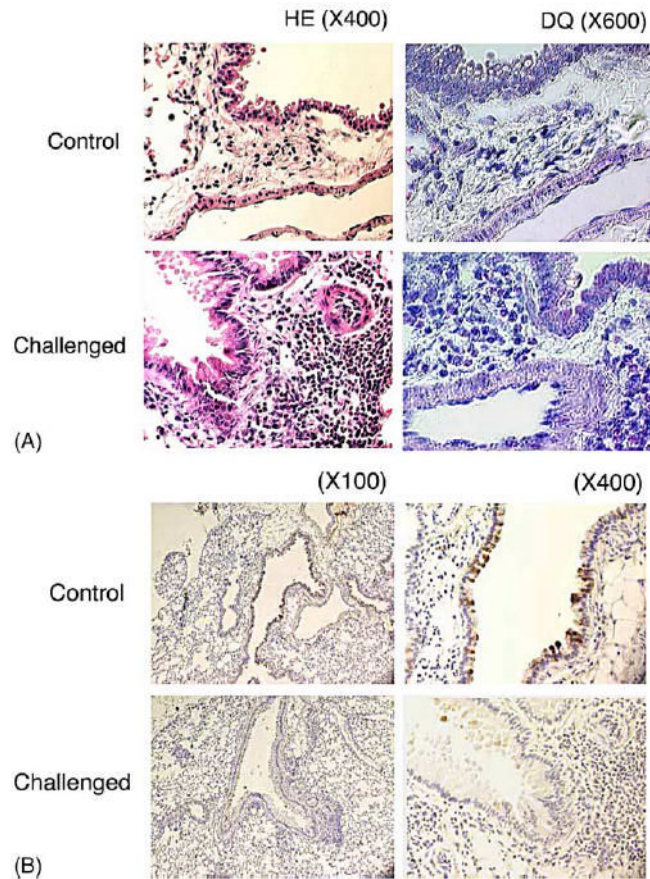 HE (X400) DQ (X600)
Control
Challenged
(A)
(X100) (X400)
Control
Challenged
(B)